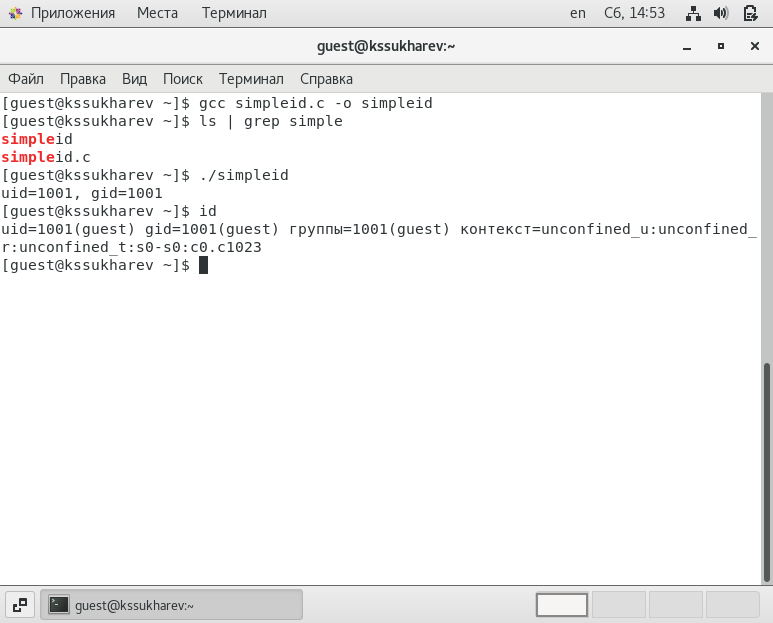 Приложения Места Терминал en Сб, 14:53
guest@kssukharev:~
Файл Правка Вид Поиск Терминал Справка
[guest@kssukharev ~]$ gcc simpleid.c -o simpleid
[guest@kssukharev ~]$ ls | grep simple
simpleid
simpleid.c
[guest@kssukharev ~]$ ./simpleid
uid=1001, gid=1001
[guest@kssukharev ~]$ id
uid=1001(guest) gid=1001(guest) группы=1001(guest) контекст=unconfined_u:unconfined_
r:unconfined_t:s0-s0:c0.c1023
[guest@kssukharev ~]$
guest@kssukharev:~